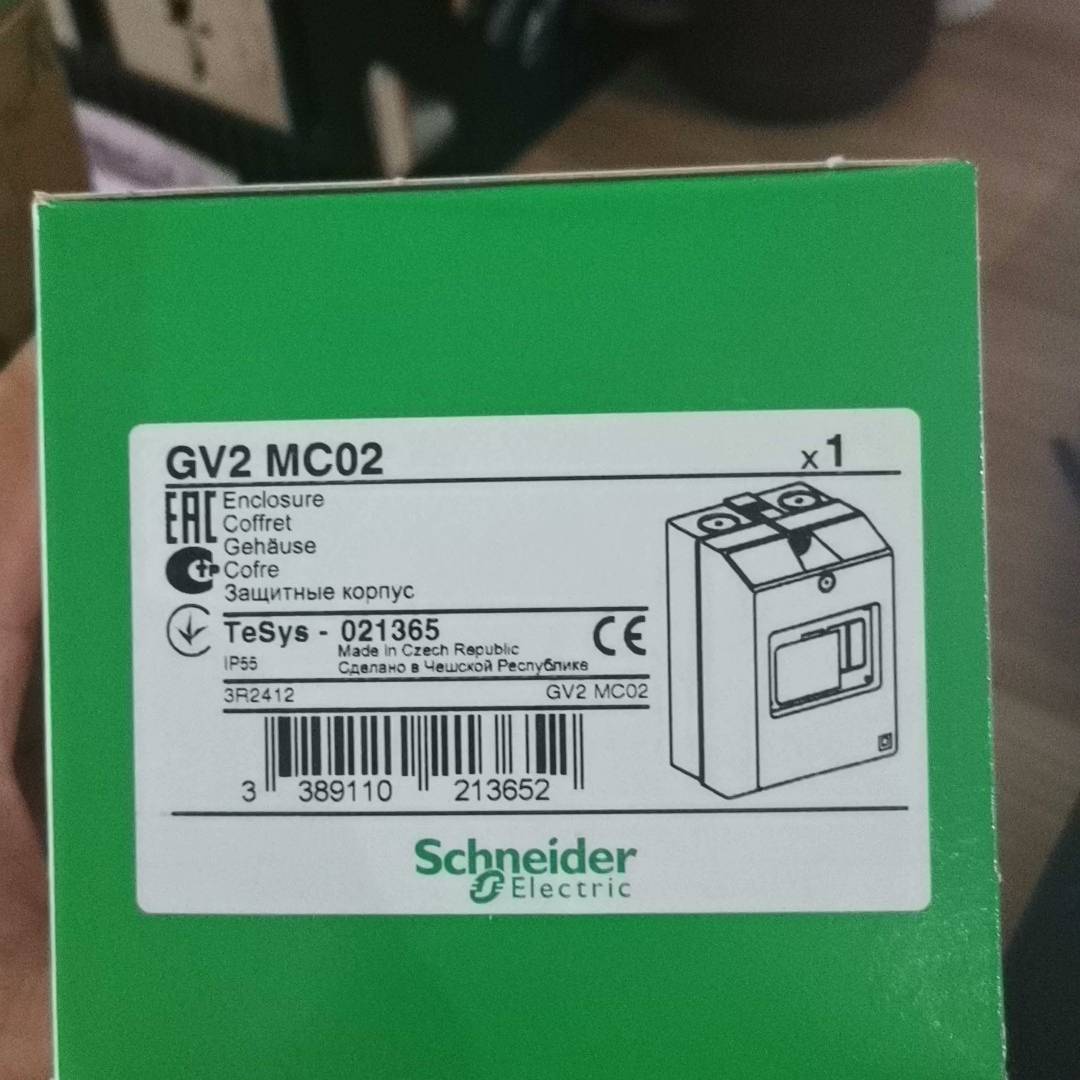 GV2 MC02 x 1
EAC Enclosure
Coffret
Gehäuse
Cofre
Защитные корпус
TeSys - 021365 CE
Made in Czech Republic
IP55 Сделано в Чешской Республике
3R2412 GV2 MC02
3 389110 213652
Schneider
Electric